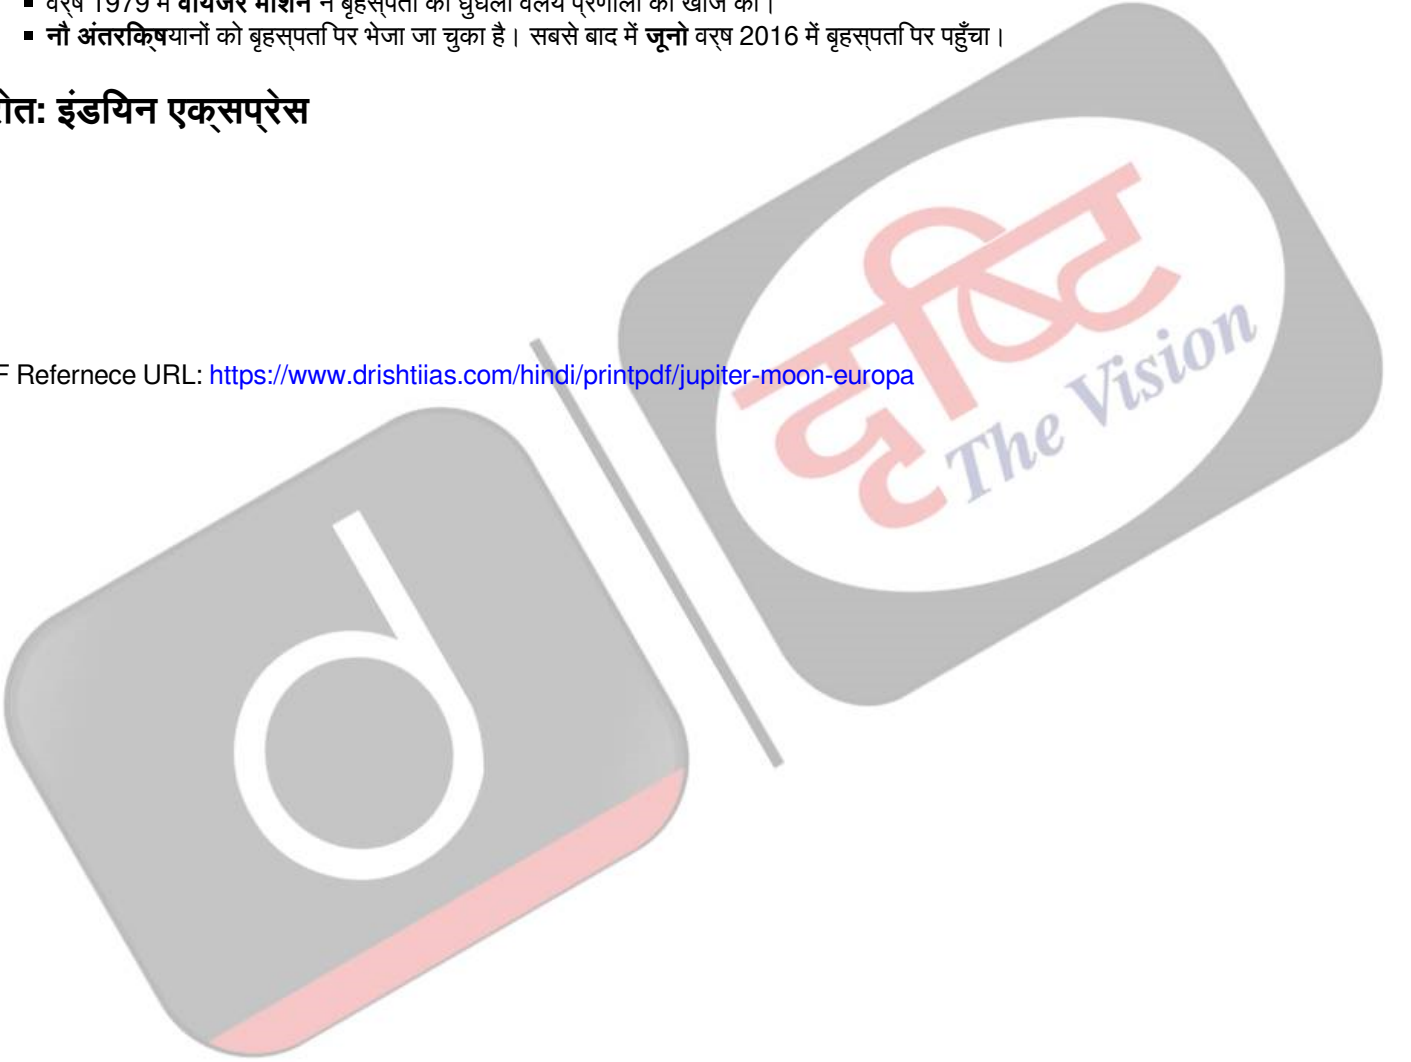 वर्ष 1979 में वॉयेजर मिशन ने बृहस्पति की धुंधली वलय प्रणाली की खोज की।
नौ अंतरिक्षयानों को बृहस्पति पर भेजा जा चुका है। सबसे बाद में जूनो वर्ष 2016 में बृहस्पति पर पहुँचा।
इंडियन एक्सप्रेस
Refernece URL: https://www.drishtiias.com/hindi/printpdf/jupiter-moon-europa
दृष्टि
The Vision
d